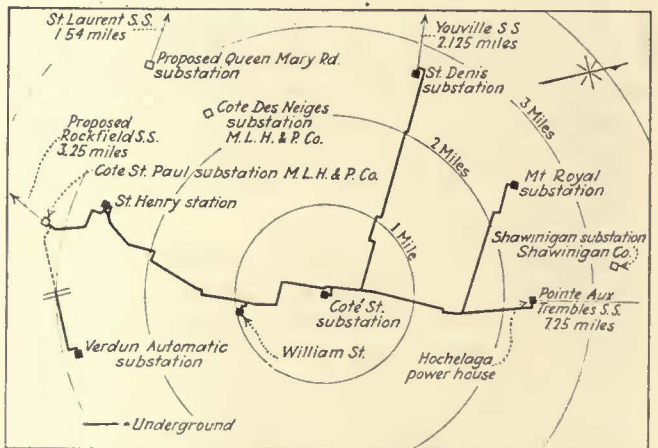 St. Laurent S.S.
1.54 miles
Youville S S
2.125 miles
Proposed Queen Mary Rd.
substation
St. Denis
substation
Proposed
Rockfield S.S.
3.25 miles
Cote Des Neiges
substation
M.L.H. & P. Co.
3 Miles
2 Miles
1 Mile
Cote St. Paul substation M.L.H. & P. Co.
St. Henry station
Mt Royal
substation
Shawinigan substation
Shawinigan Co.
Coté St.
substation
Pointe Aux
Trembles S.S.
7.25 miles
William St.
Verdun Automatic
substation
Hochelaga
power house
Underground